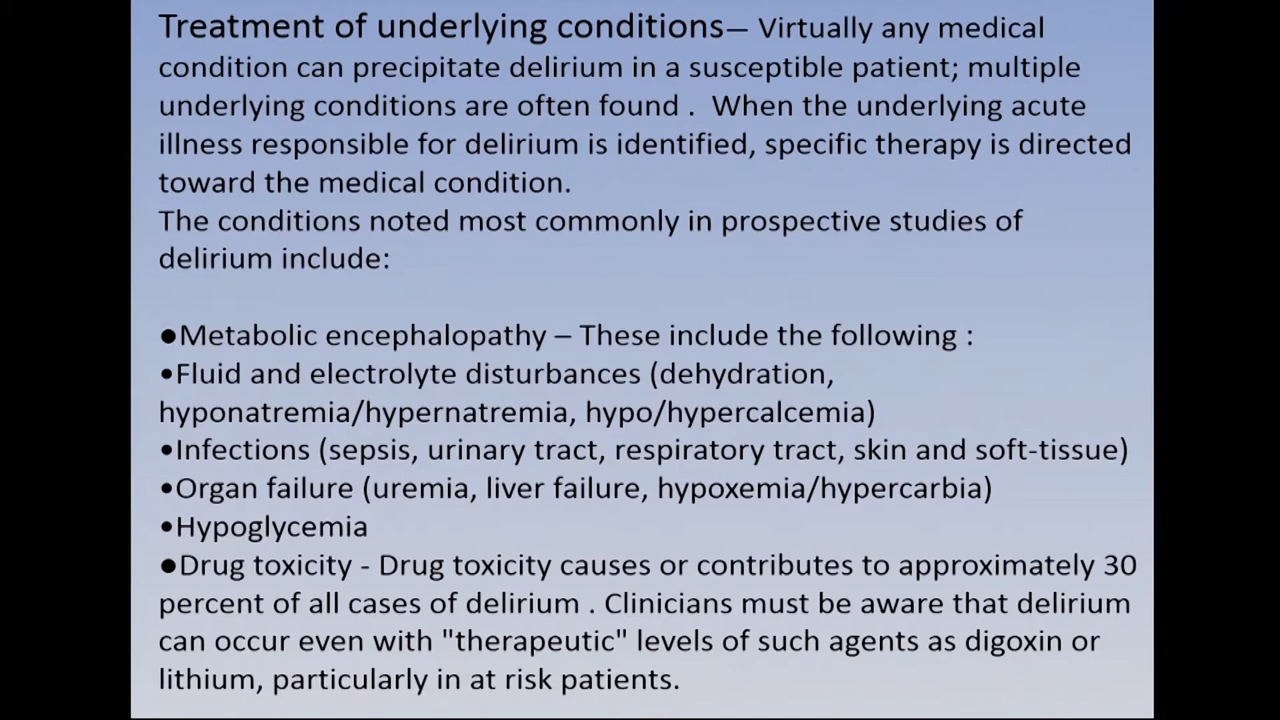 Treatment of underlying conditions— Virtually any medical
condition can precipitate delirium in a susceptible patient; multiple
underlying conditions are often found .  When the underlying acute
illness responsible for delirium is identified, specific therapy is directed
toward the medical condition.
The conditions noted most commonly in prospective studies of
delirium include:
●Metabolic encephalopathy – These include the following :
•Fluid and electrolyte disturbances (dehydration,
hyponatremia/hypernatremia, hypo/hypercalcemia)
•Infections (sepsis, urinary tract, respiratory tract, skin and soft-tissue)
•Organ failure (uremia, liver failure, hypoxemia/hypercarbia)
•Hypoglycemia
●Drug toxicity - Drug toxicity causes or contributes to approximately 30
percent of all cases of delirium . Clinicians must be aware that delirium
can occur even with "therapeutic" levels of such agents as digoxin or
lithium, particularly in at risk patients.